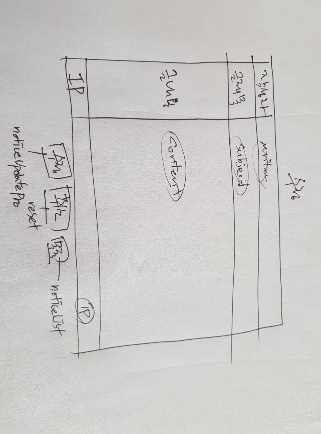 수정
작성자 writer
글제목 subject
글내용 content
IP IP
수정 취소 목록 noticeList
reset
noticeUpdatePro